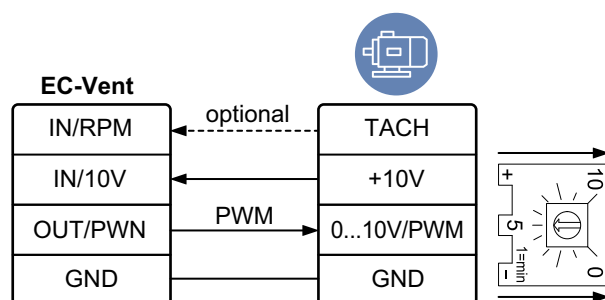 EC-Vent
optional
IN/RPM
TACH
IN/10V
+10V
OUT/PWN
PWM
0...10V/PWM
GND
GND
+
10
5
1=min
-
0